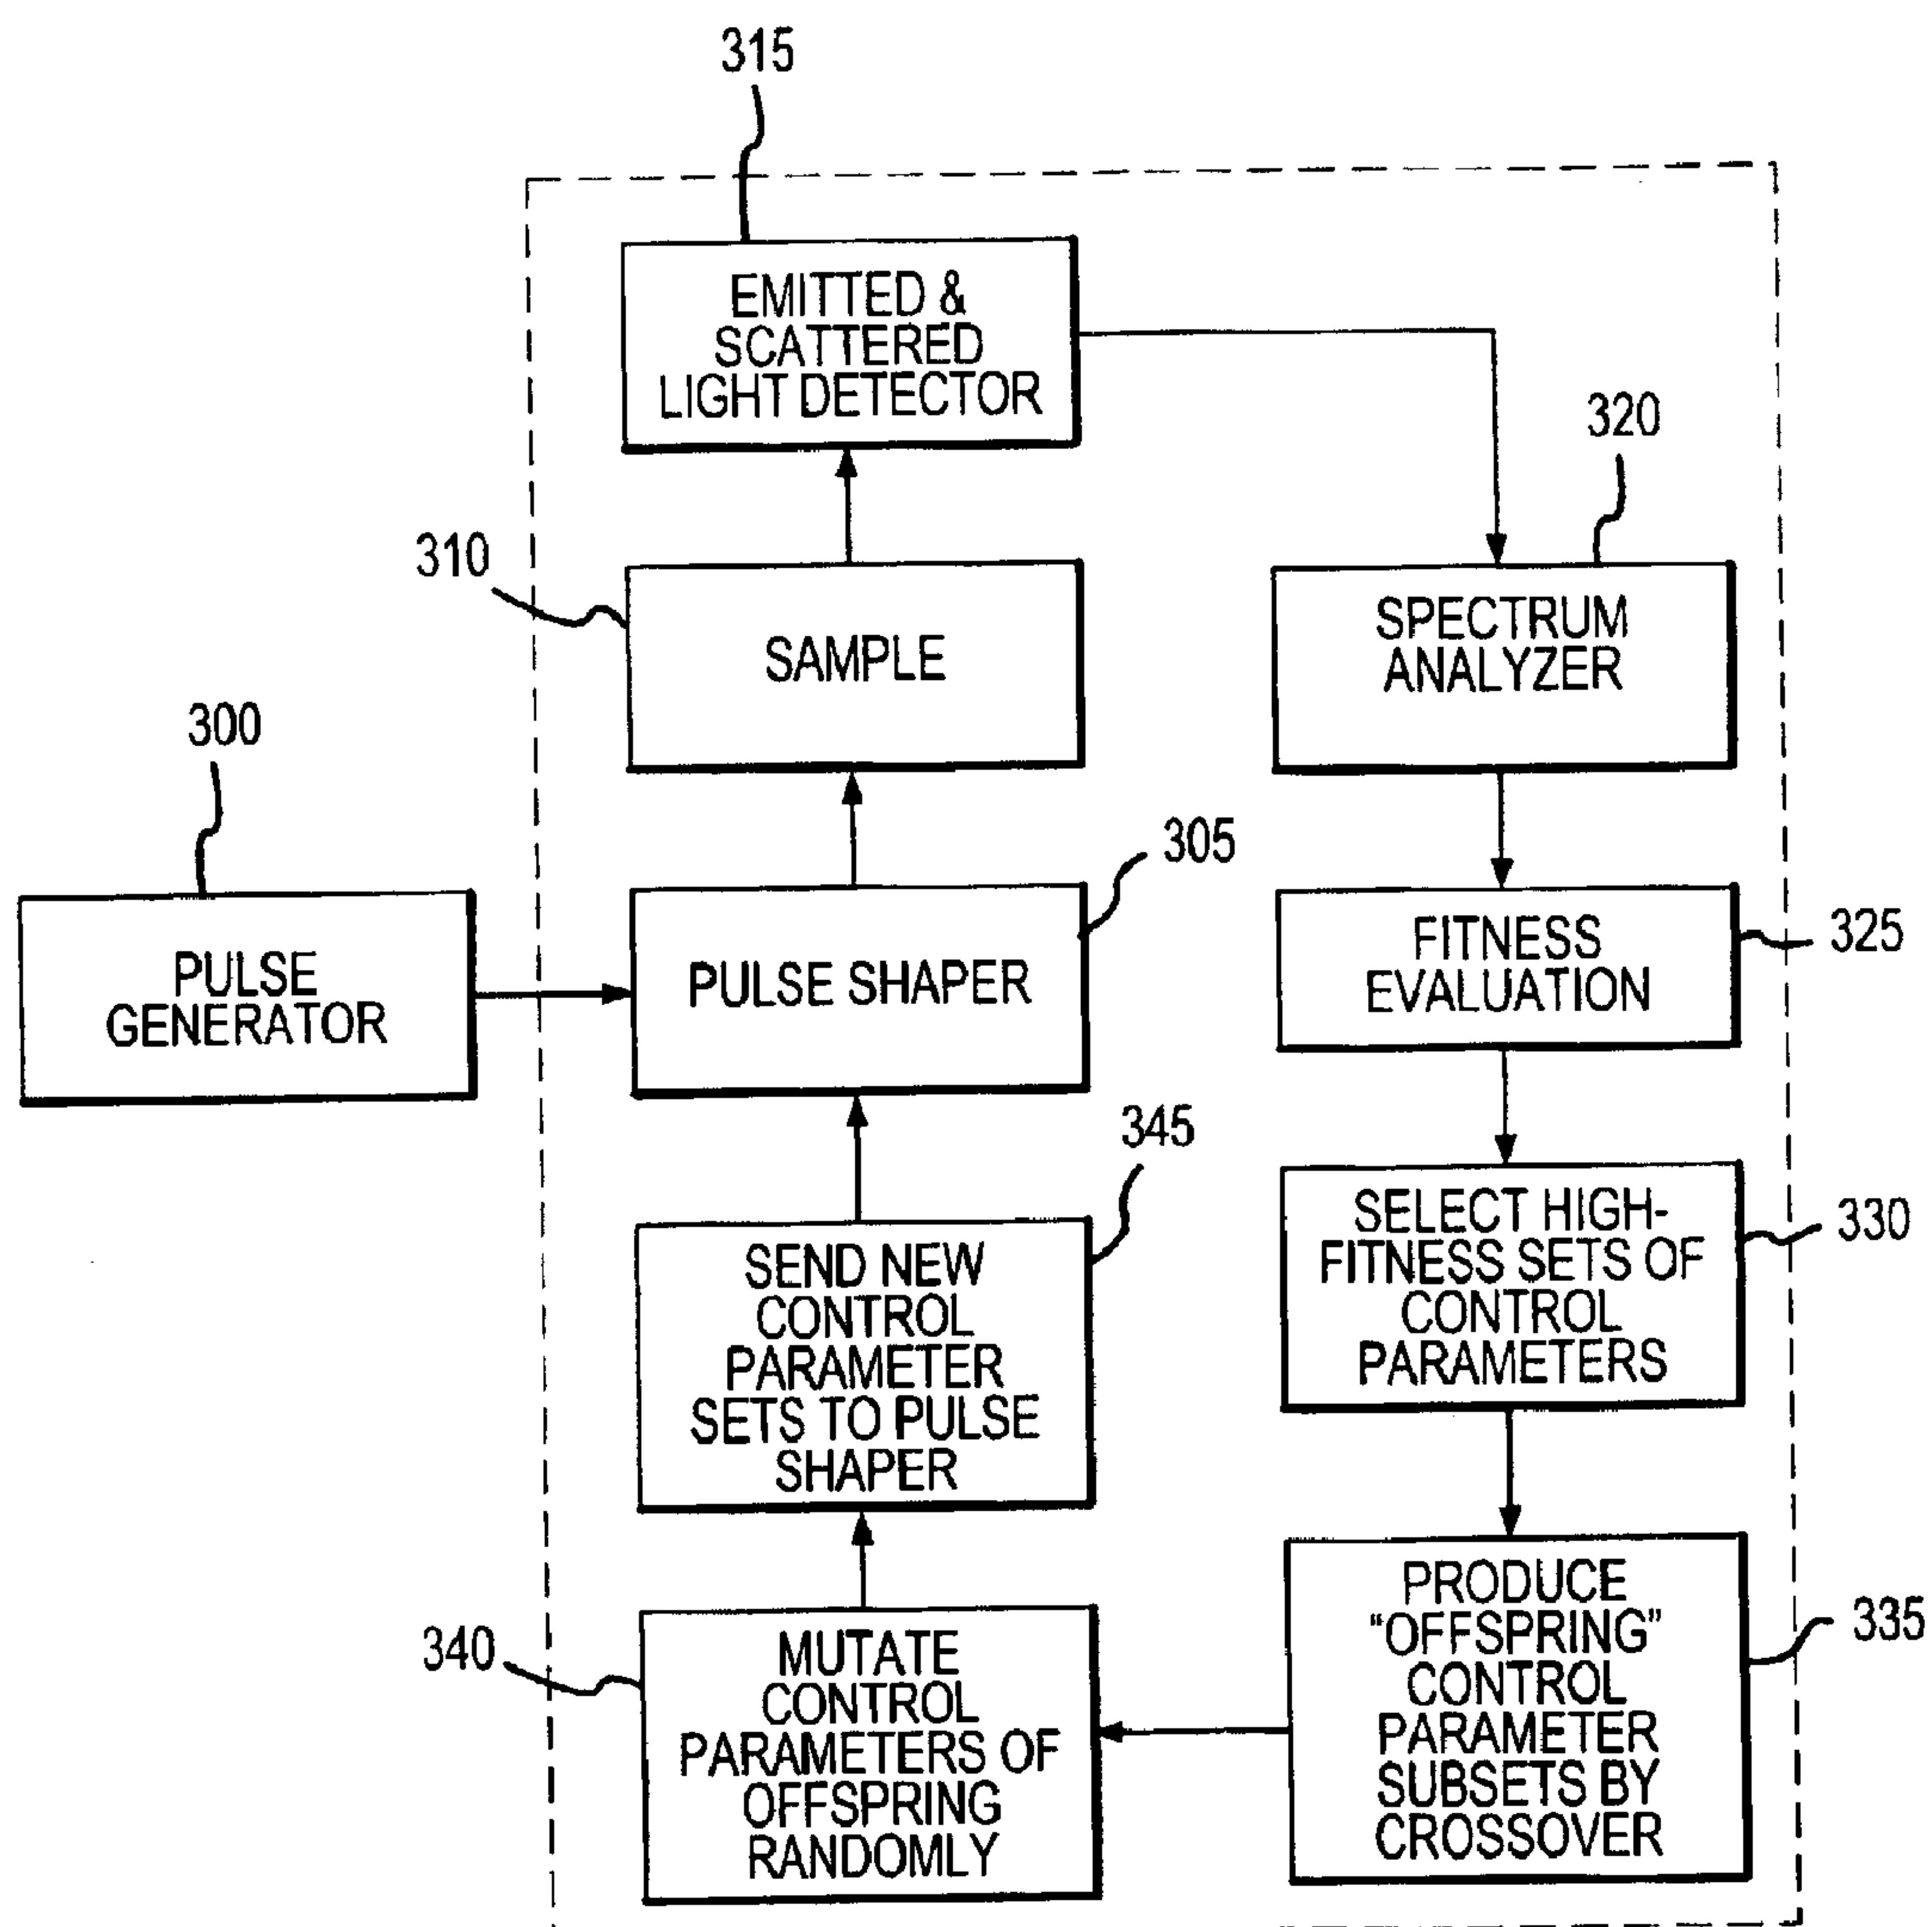 315
EMITTED &
SCATTERED
LIGHT DETECTOR
320
310
SAMPLE
SPECTRUM
ANALYZER
300
305
PULSE
GENERATOR
PULSE SHAPER
FITNESS
EVALUATION
325
345
SEND NEW
CONTROL
PARAMETER
SETS TO PULSE
SHAPER
SELECT HIGH-
FITNESS SETS OF
CONTROL
PARAMETERS
330
340
MUTATE
CONTROL
PARAMETERS OF
OFFSPRING
RANDOMLY
PRODUCE
"OFFSPRING"
CONTROL
PARAMETER
SUBSETS BY
CROSSOVER
335